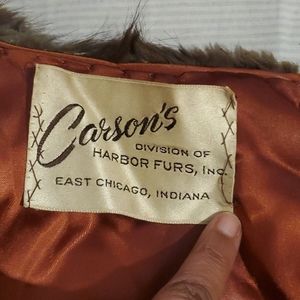 Carson's
DIVISION OF
HARBOR FURS, INC.
EAST CHICAGO, INDIANA